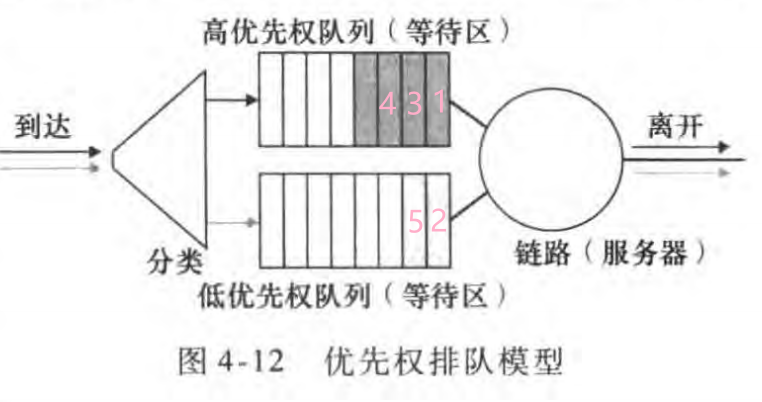 高优先权队列（等待区）
4 3 1
到达
离开
5 2
分类
链路（服务器）
低优先权队列（等待区）
图 4-12 优先权排队模型